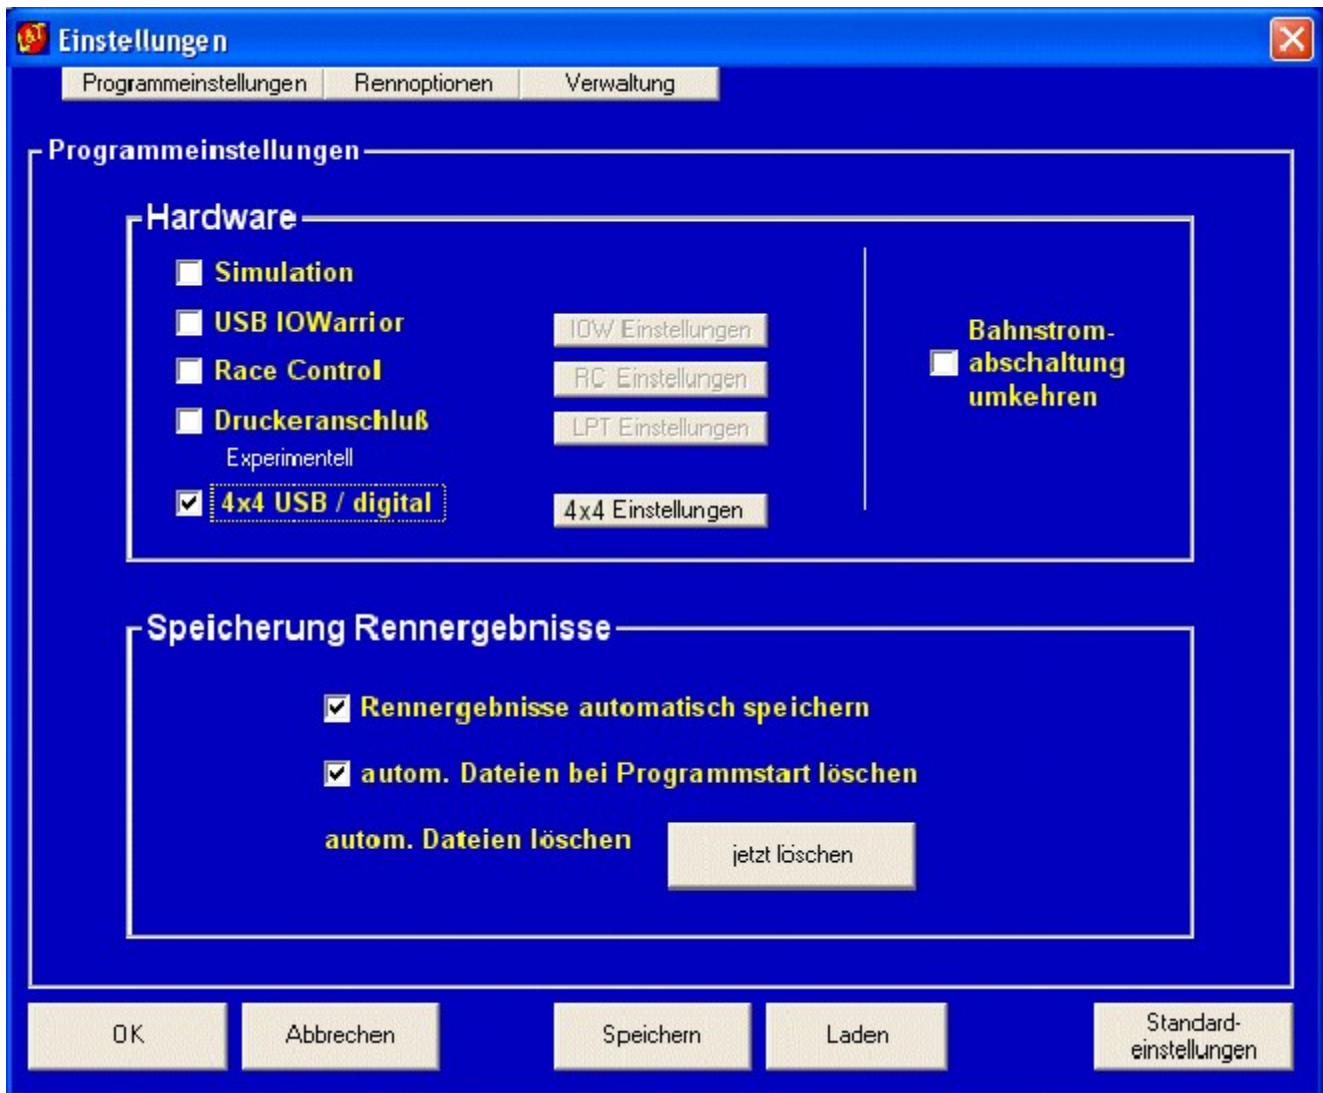 Einstellungen
Programmeinstellungen Rennoptionen Verwaltung
Programmeinstellungen
Hardware
Simulation
USB IOWarrior IOW Einstellungen
Race Control RC Einstellungen
Druckeranschluß LPT Einstellungen
Experimentell
4x4 USB / digital 4x4 Einstellungen
Bahnstrom-
abschaltung
umkehren
Speicherung Rennergebnisse
Rennergebnisse automatisch speichern
autom. Dateien bei Programmstart löschen
autom. Dateien löschen jetzt löschen
OK Abbrechen Speichern Laden Standard-
einstellungen